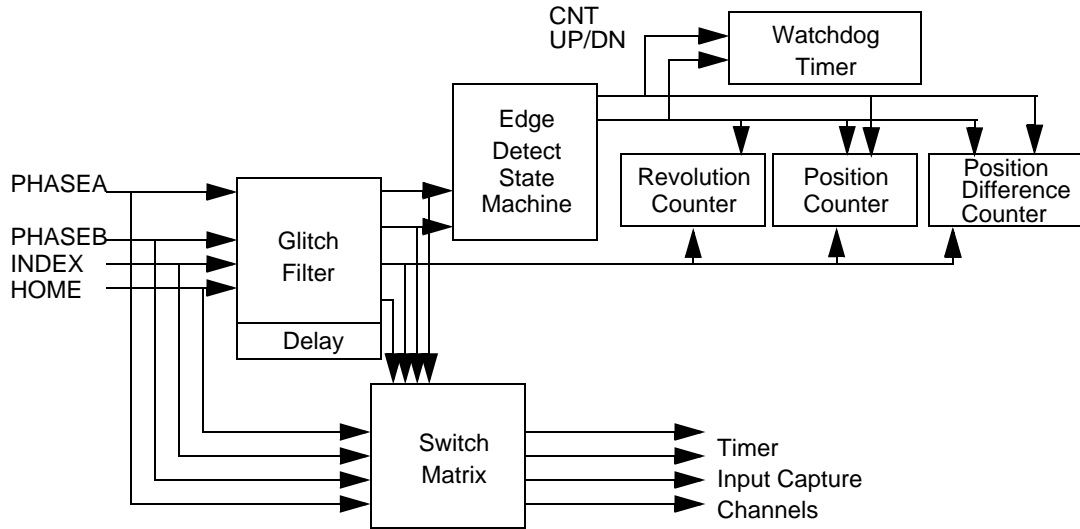 CNT
UP/DN
Watchdog
Timer
Edge
Detect
State
Machine
Revolution
Counter
Position
Counter
Position
Difference
Counter
PHASEA
PHASEB
INDEX
HOME
Glitch
Filter
Delay
Switch
Matrix
Timer
Input Capture
Channels